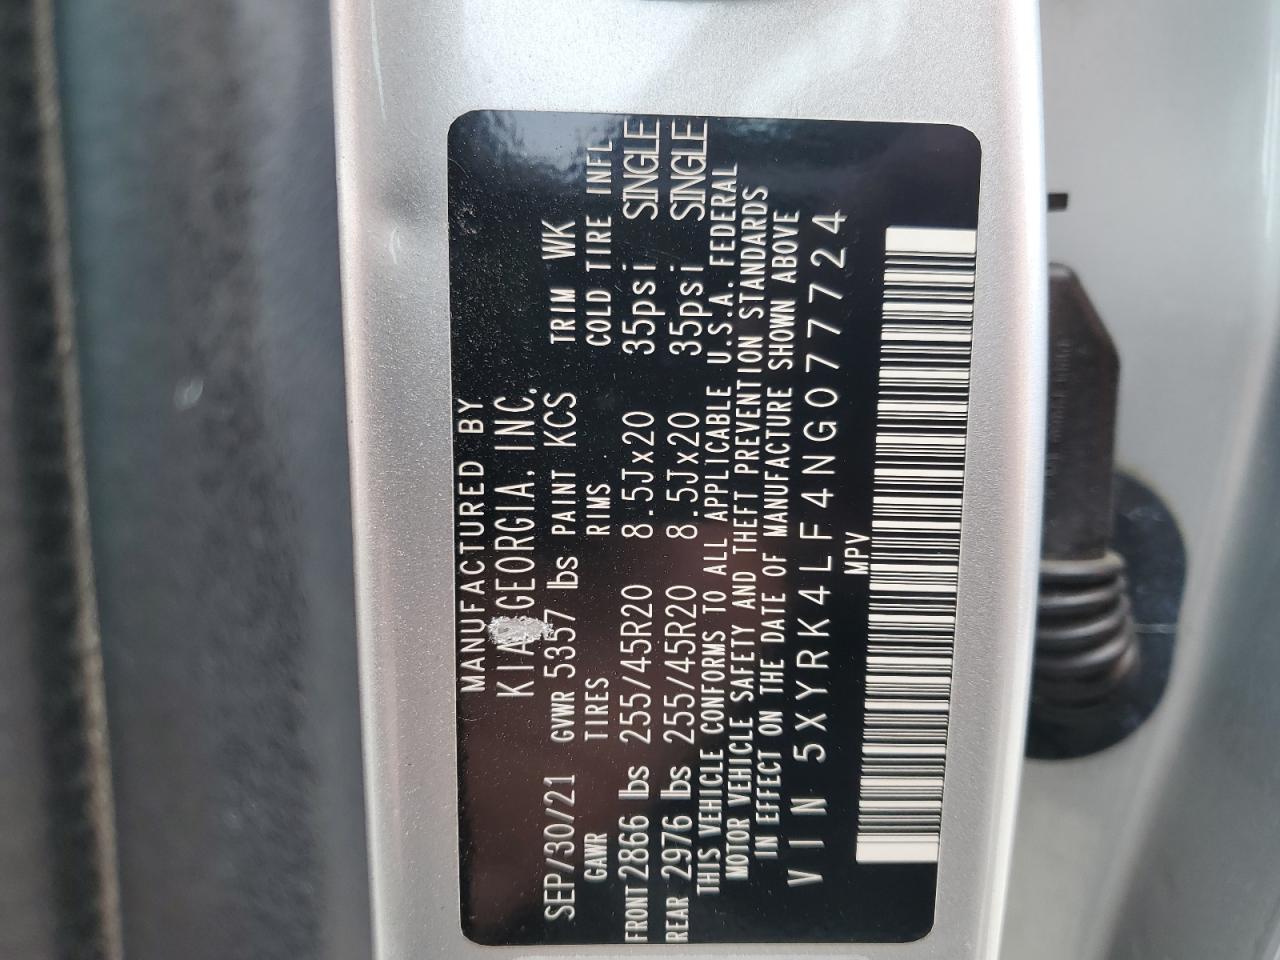 MANUFACTURED BY
KIA GEORGIA, INC.
SEP/30/21 GVWR 5357 lbs PAINT KCS TRIM WK
GAWR TIRES RIMS COLD TIRE INFL
FRONT 2866 lbs 255/45R20 8.5Jx20 35psi SINGLE
REAR 2976 lbs 255/45R20 8.5Jx20 35psi SINGLE
THIS VEHICLE CONFORMS TO ALL APPLICABLE U.S.A. FEDERAL
MOTOR VEHICLE SAFETY AND THEFT PREVENTION STANDARDS
IN EFFECT ON THE DATE OF MANUFACTURE SHOWN ABOVE
VIN 5XYRK4LF4NG077724
MPV